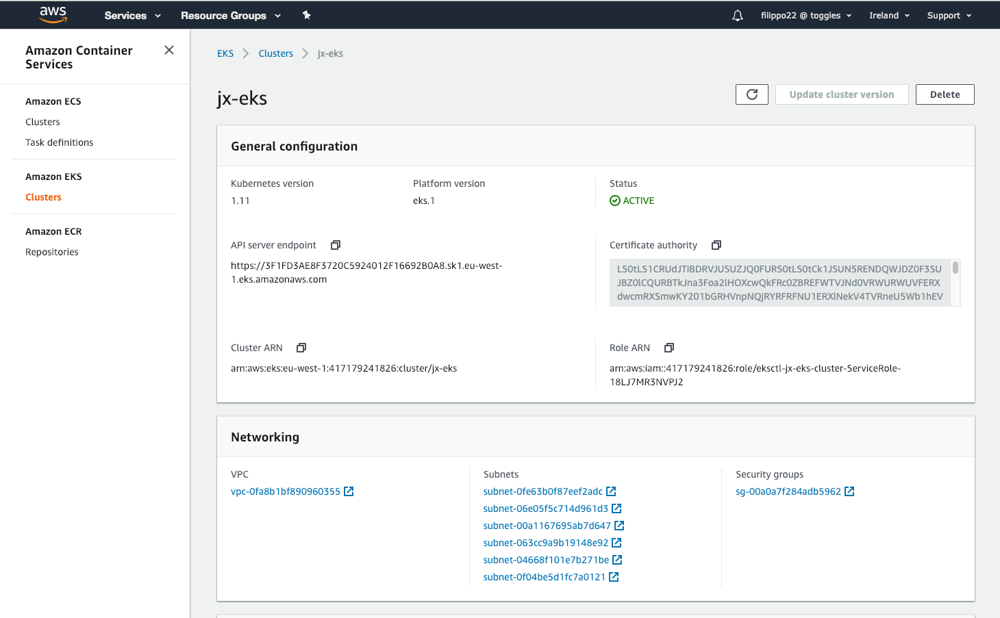 aws
Services
Resource Groups
filippo22 @ toggles
Ireland
Support
Amazon Container
Services
Amazon ECS
Clusters
Task definitions
Amazon EKS
Clusters
Amazon ECR
Repositories
EKS
Clusters
jx-eks
jx-eks
Update cluster version
Delete
General configuration
Kubernetes version
1.11
Platform version
eks.1
Status
ACTIVE
API server endpoint
https://3F1FD3AE8F3720C5924012F16692B0A8.sk1.eu-west-
1.eks.amazonaws.com
Certificate authority
LS0tLS1CRUdJTiBDRVJUSUZJQ0FURS0tLS0tCk1JSUN5RENDQWJDZ0F3SU
JBZ0lCQURBTkJna3Foa2lHOXcwQkFRc0ZBREFWTVJNd0VRWURWUVFERX
dwcmRXSmwKY201bGRHVnpNQjRYRFRFNU1ERXlNekV4TVRneU5Wb1hEV
Cluster ARN
arn:aws:eks:eu-west-1:417179241826:cluster/jx-eks
Role ARN
arn:aws:iam::417179241826:role/eksctl-jx-eks-cluster-ServiceRole-
18LJ7MR3NVPJ2
Networking
VPC
vpc-0fa8b1bf890960355
Subnets
subnet-0fe63b0f87eef2adc
subnet-06e05f5c714d961d3
subnet-00a1167695ab7d647
subnet-063cc9a9b19148e92
subnet-04668f101e7b271be
subnet-0f04be5d1fc7a0121
Security groups
sg-00a0a7f284adb5962